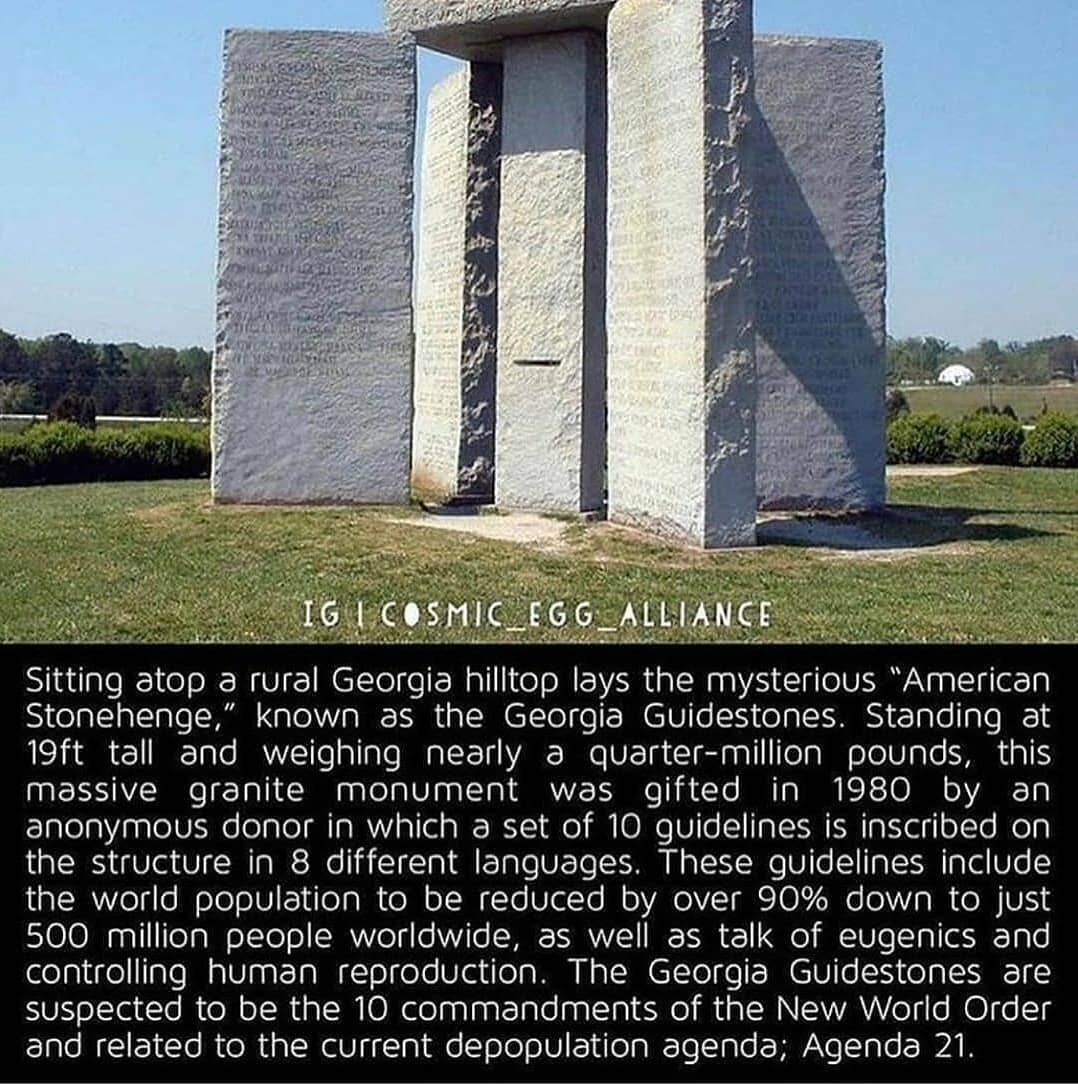 IG | COSMIC_EGG_ALLIANCE
Sitting atop a rural Georgia hilltop lays the mysterious “American
Stonehenge,” known as the Georgia Guidestones. Standing at
19ft tall and weighing nearly a quarter-million pounds, this
massive granite monument was gifted in 1980 by an
anonymous donor in which a set of 10 guidelines is inscribed on
the structure in 8 different languages. These guidelines include
the world population to be reduced by over 90% down to just
500 million people worldwide, as well as talk of eugenics and
controlling human reproduction. The Georgia Guidestones are
suspected to be the 10 commandments of the New World Order
and related to the current depopulation agenda; Agenda 21.